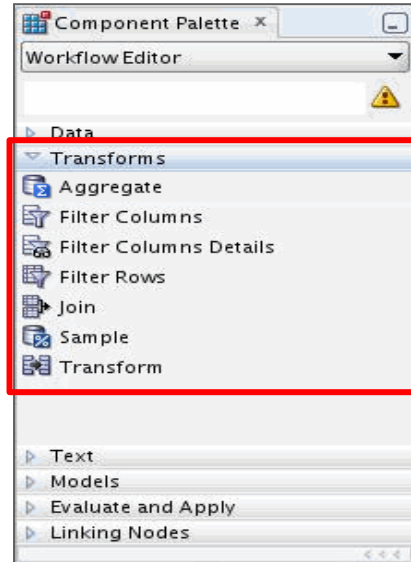 Component Palette
Workflow Editor
Data
Transforms
Aggregate
Filter Columns
Filter Columns Details
Filter Rows
Join
Sample
Transform
Text
Models
Evaluate and Apply
Linking Nodes